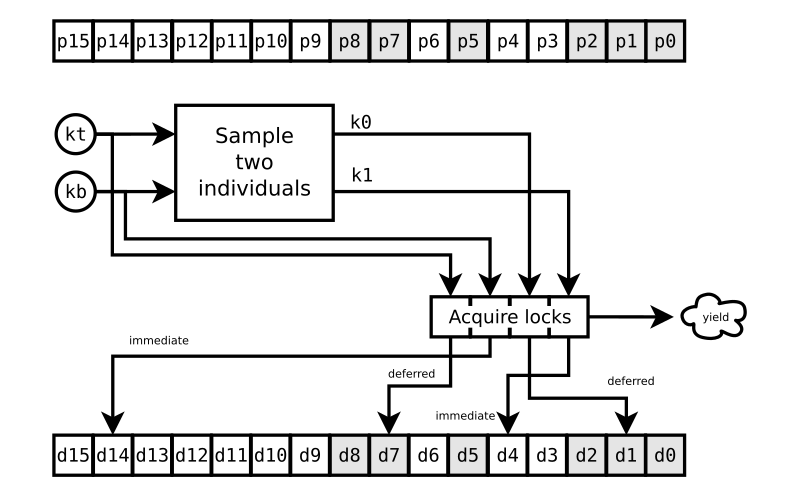 p15 p14 p13 p12 p11 p10 p9 p8 p7 p6 p5 p4 p3 p2 p1 p0
kt
Sample
two
individuals
k0
kb
k1
Acquire locks
yield
immediate
deferred
deferred
immediate
d15 d14 d13 d12 d11 d10 d9 d8 d7 d6 d5 d4 d3 d2 d1 d0